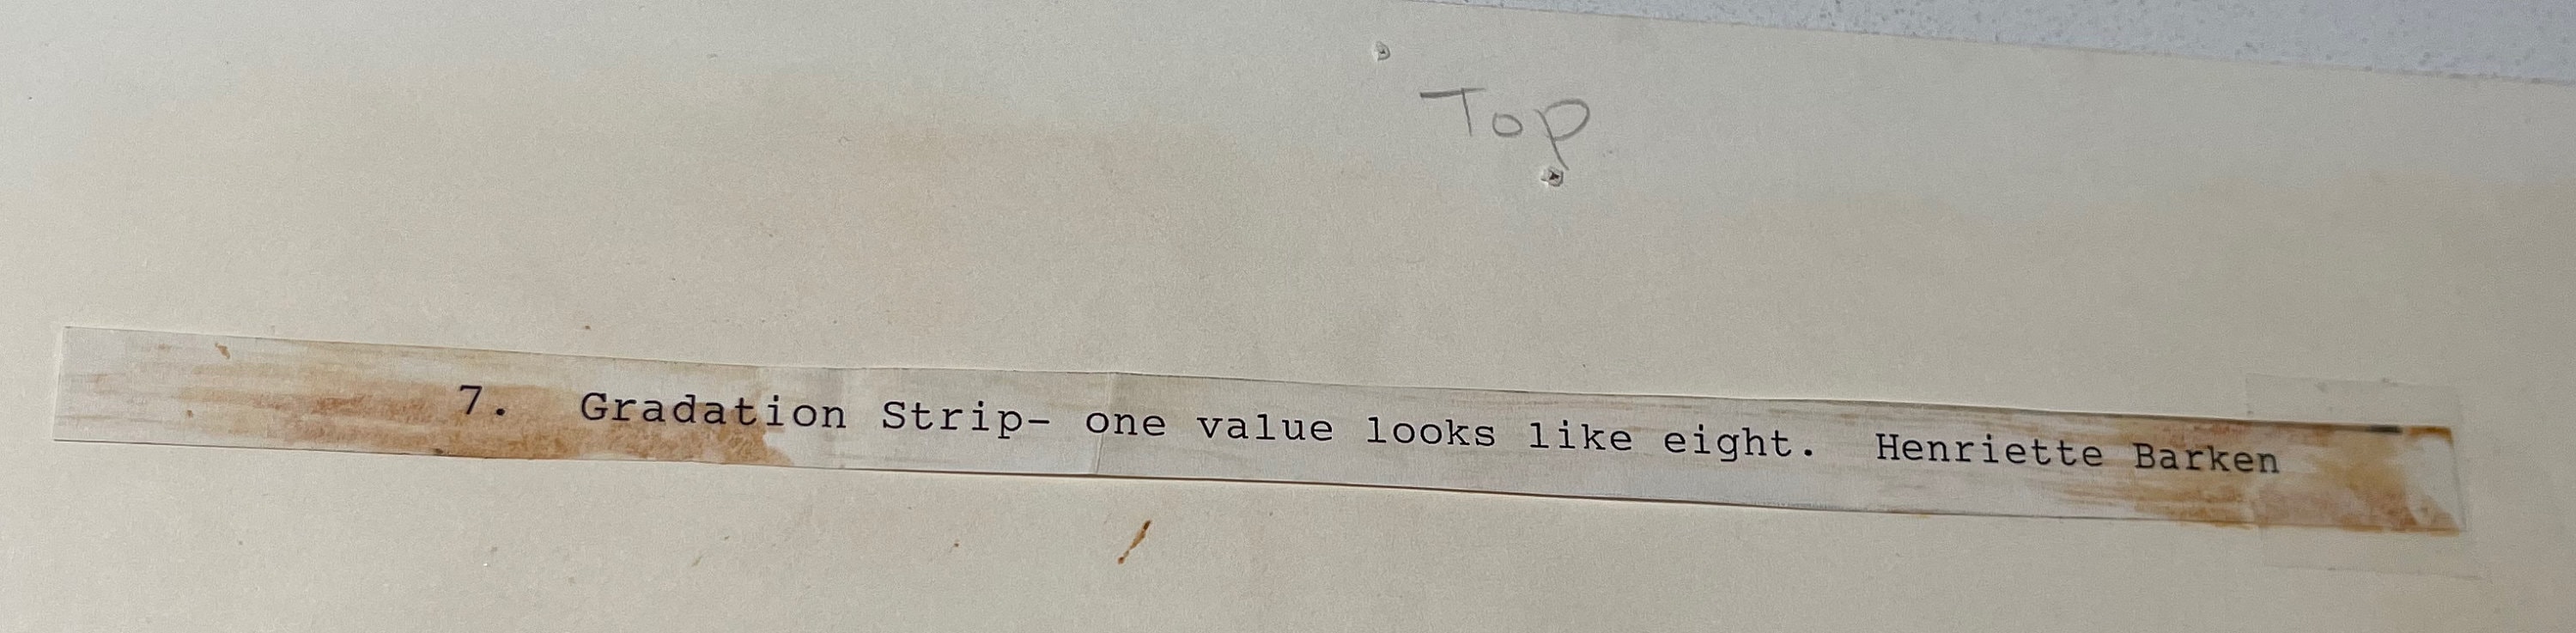 Top
7. Gradation Strip- one value looks like eight. Henriette Barken